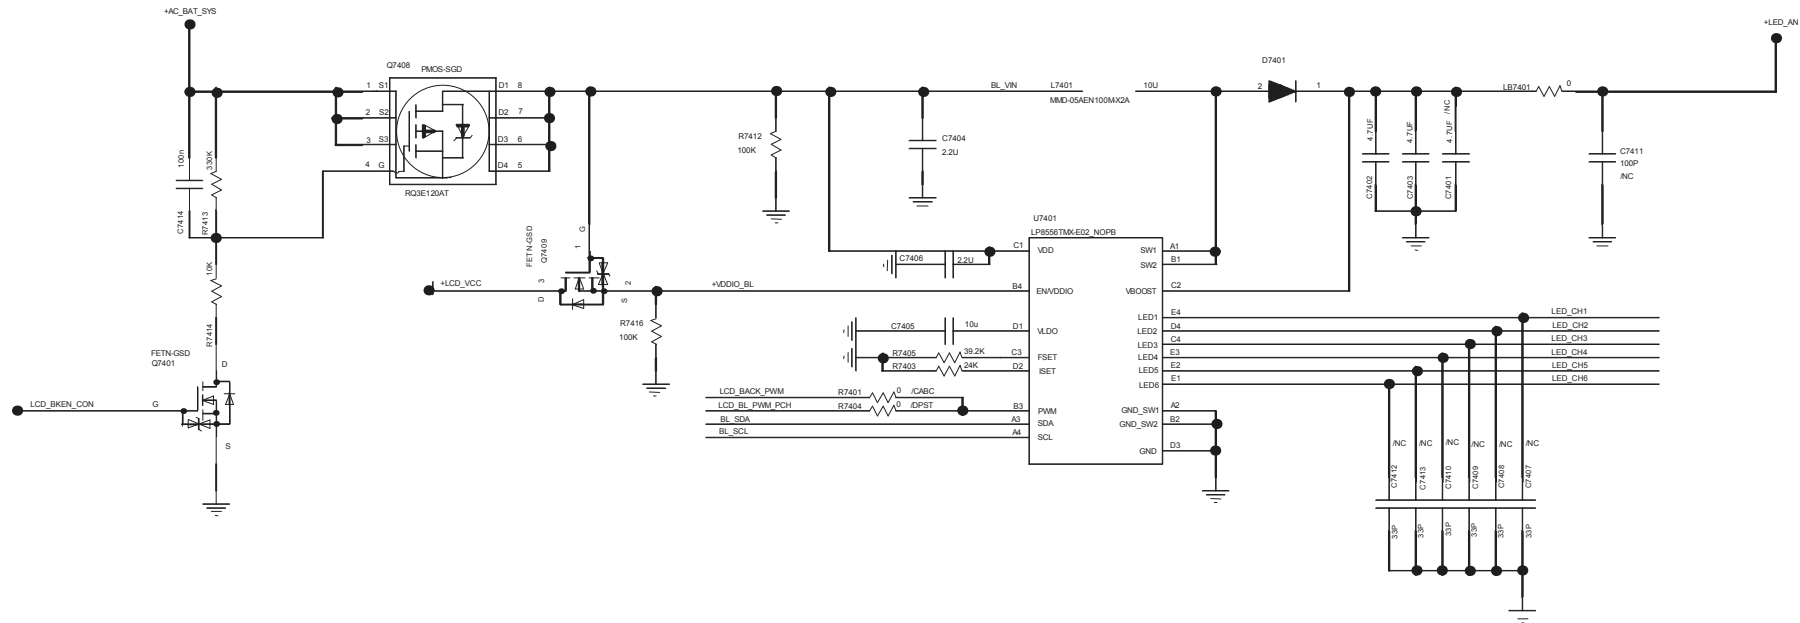 +AC_BAT_SYS
+LED_AN
Q7408
PMOS-SGD
1 S1
2 S2
3 S3
4 G
D1 8
D2 7
D3 6
D4 5
RQ3E120AT
100n
C7414
330K
R7413
10K
R7414
FETN-GSD
Q7401
D
G
S
LCD_BKEN_CON
FETN-GSD
Q7409
G
1
D
3
S
2
+LCD_VCC
+VDDIO_BL
R7416
100K
R7412
100K
C7404
2.2U
BL_VIN
L7401
10U
MMD-05AEN100M-X2A
D7401
2
1
4.7UF
C7402
4.7UF
C7403
4.7UF /NC
C7401
LB7401
0
C7411
100P
/NC
U7401
LP8556TMX-E02_NOPB
C7406
2.2U
C1 VDD
B4 EN/VDDIO
C7405
10u
D1 VLDO
R7405
39.2K
C3 FSET
R7403
24K
D2 ISET
LCD_BACK_PWM
R7401
0
/CABC
LCD_BL_PWM_PCH
R7404
0
/DPST
B3 PWM
BL_SDA
A3 SDA
BL_SCL
A4 SCL
SW1 A1
SW2 B1
VBOOST C2
LED1 E4 LED_CH1
LED2 D4 LED_CH2
LED3 C4 LED_CH3
LED4 E3 LED_CH4
LED5 E2 LED_CH5
LED6 E1 LED_CH6
GND_SW1 A2
GND_SW2 B2
GND D3
/NC
C7412
33P
/NC
C7413
33P
/NC
C7410
33P
/NC
C7409
33P
/NC
C7408
33P
/NC
C7407
33P